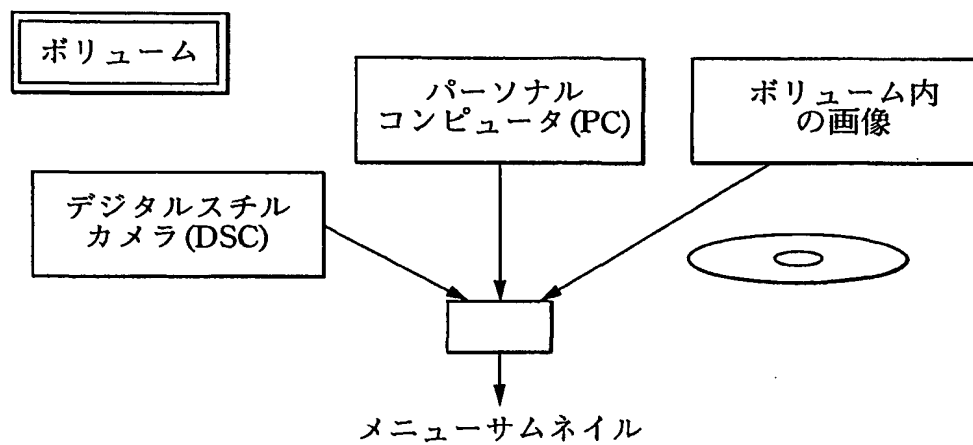 ボリューム
パーソナル
コンピュータ(PC)
ボリューム内
の画像
デジタルスチル
カメラ(DSC)
メニューサムネイル